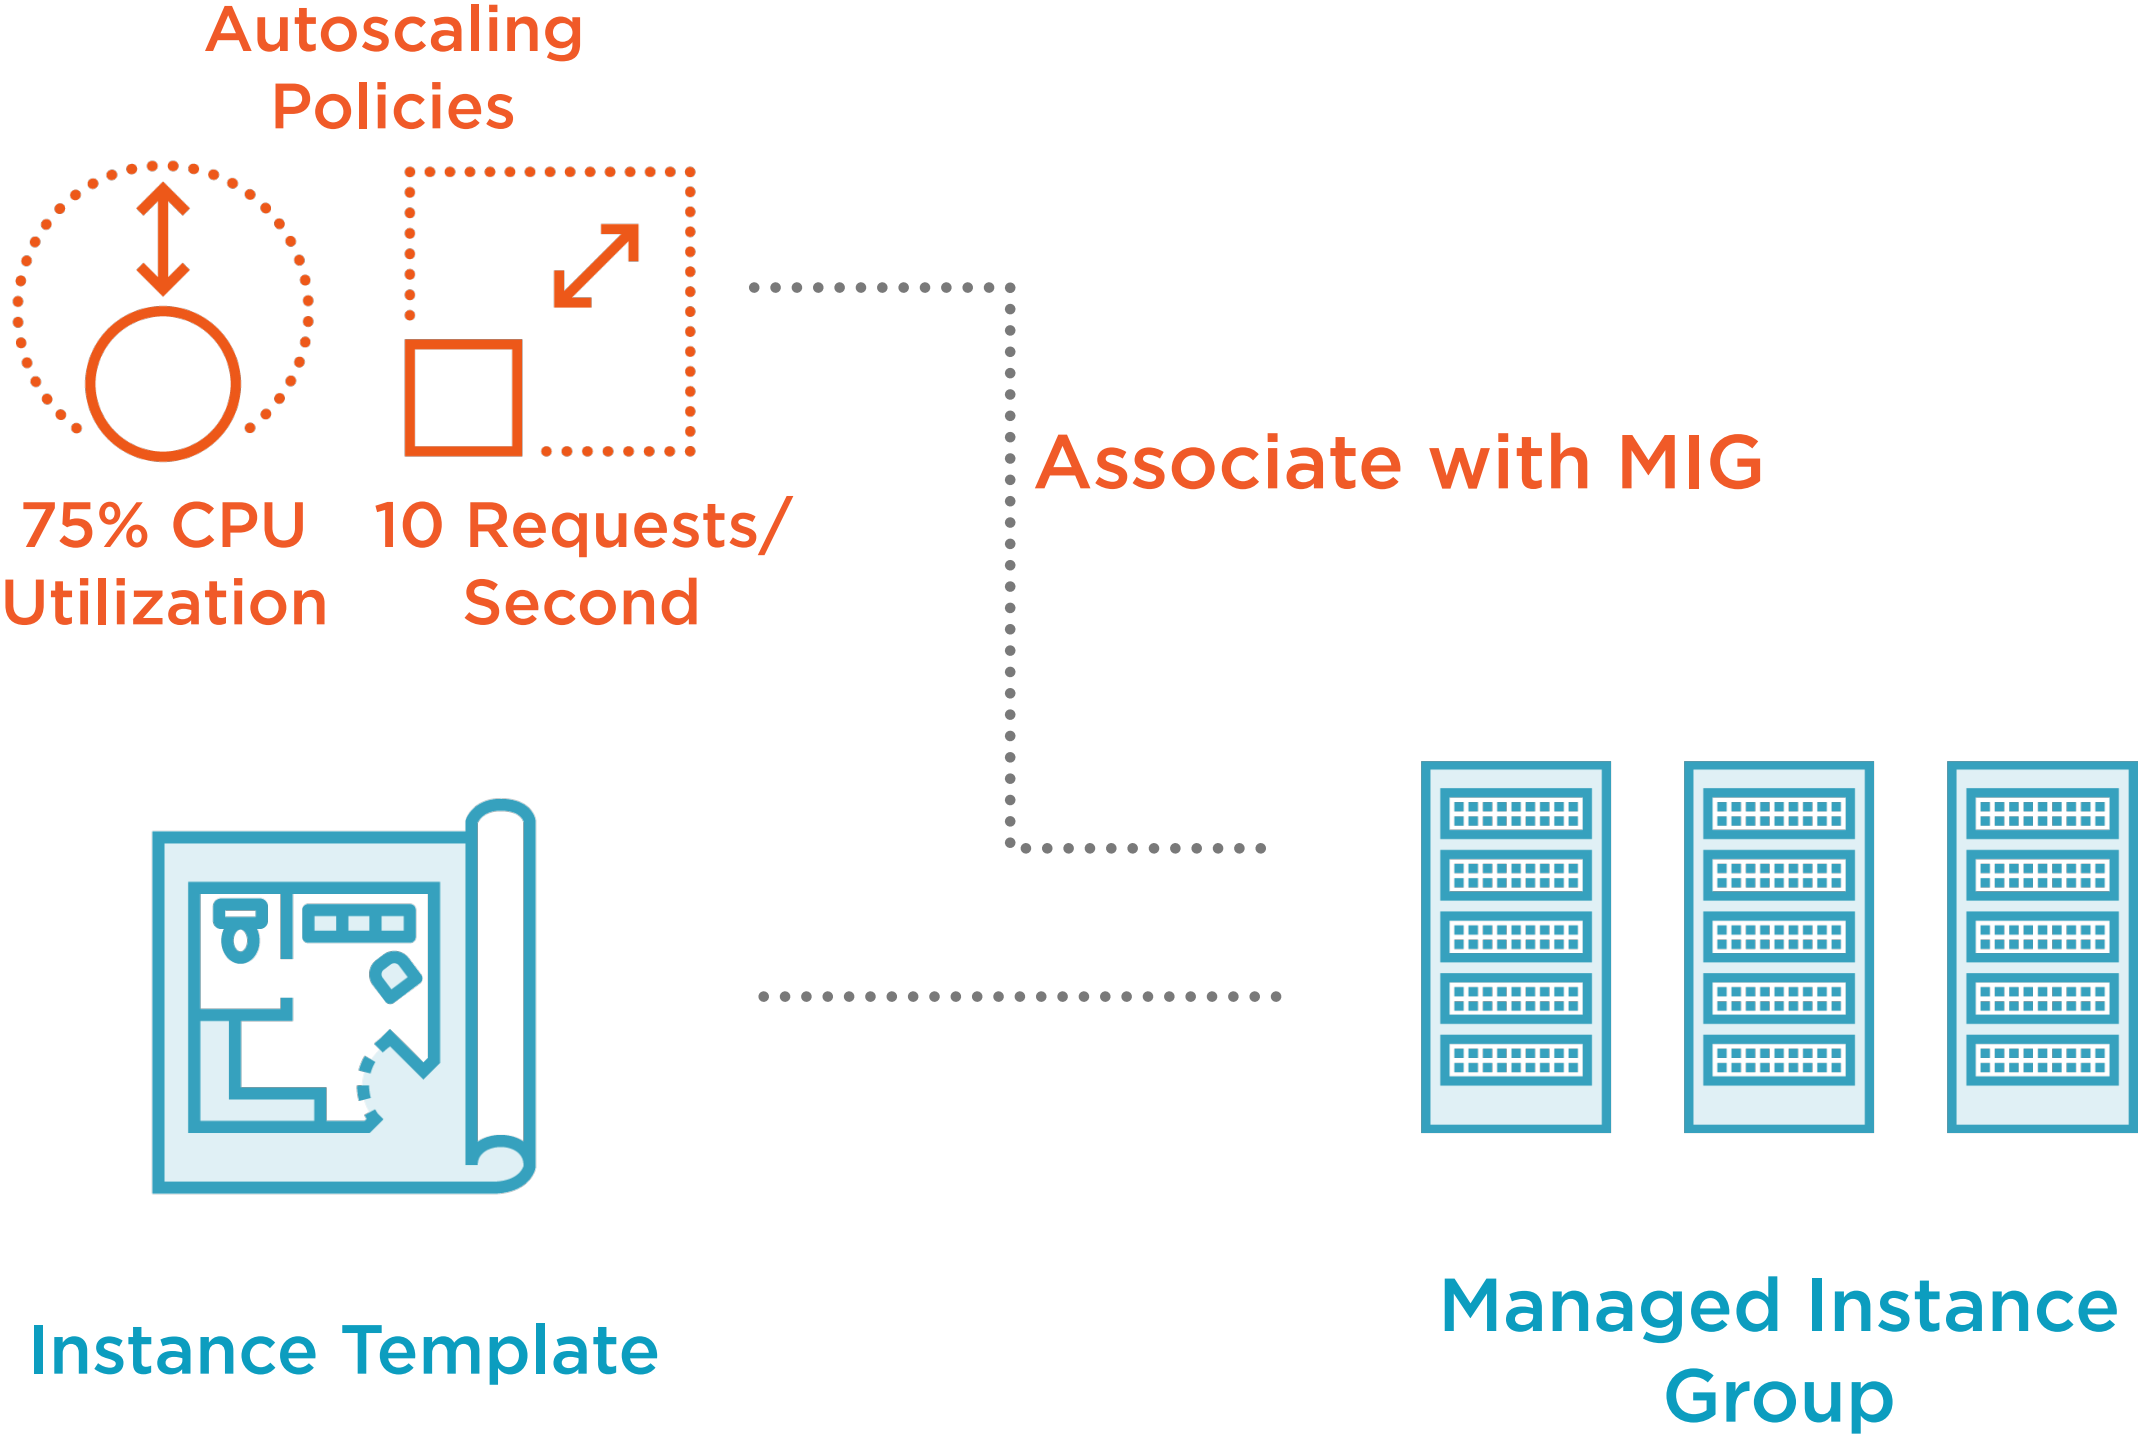 Autoscaling
Policies
75% CPU
Utilization
10 Requests/
Second
Associate with MIG
Instance Template
Managed Instance
Group